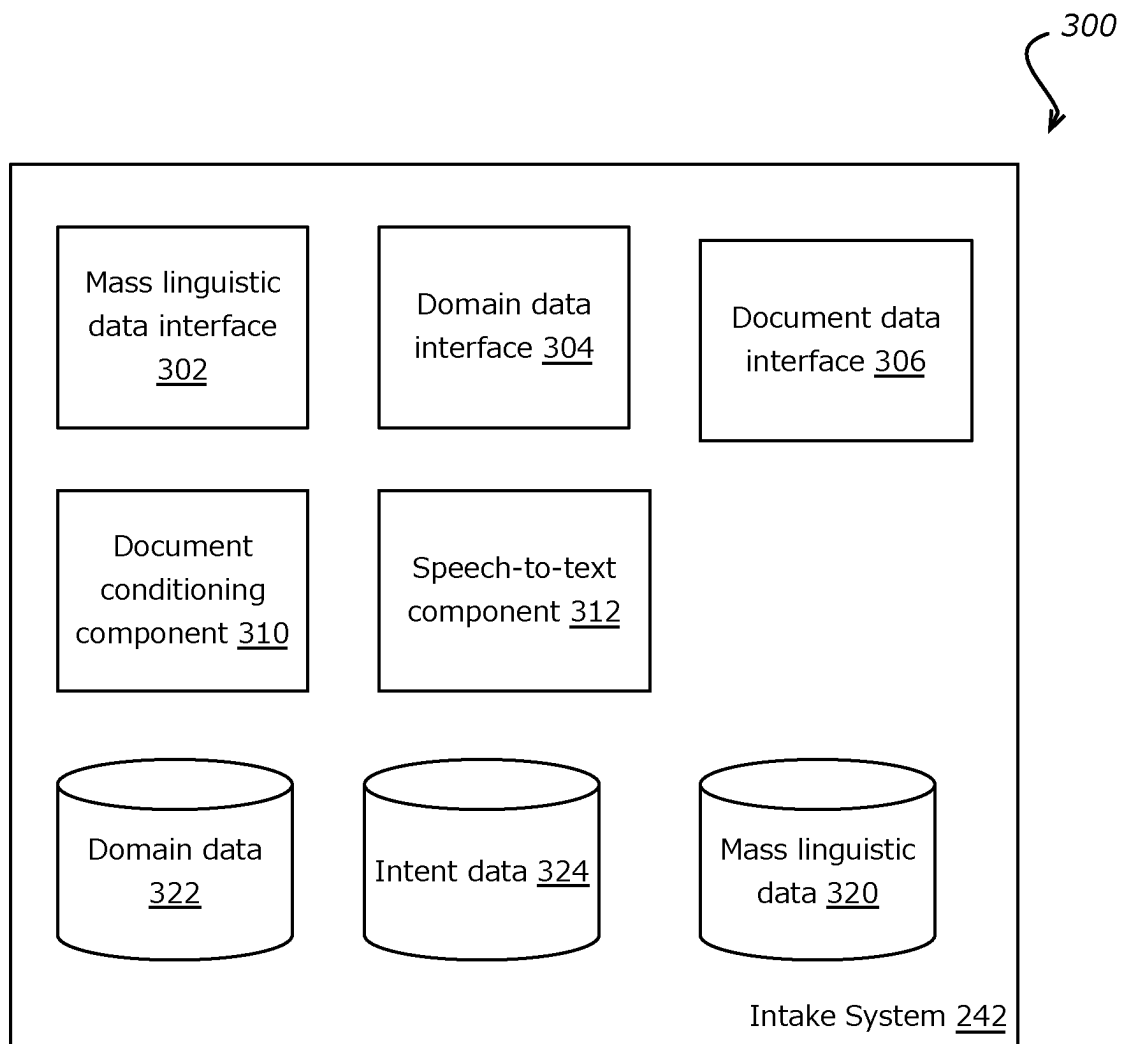 300
Mass linguistic
data interface
302
Domain data
interface 304
Document data
interface 306
Document
conditioning
component 310
Speech-to-text
component 312
Domain data
322
Intent data 324
Mass linguistic
data 320
Intake System 242